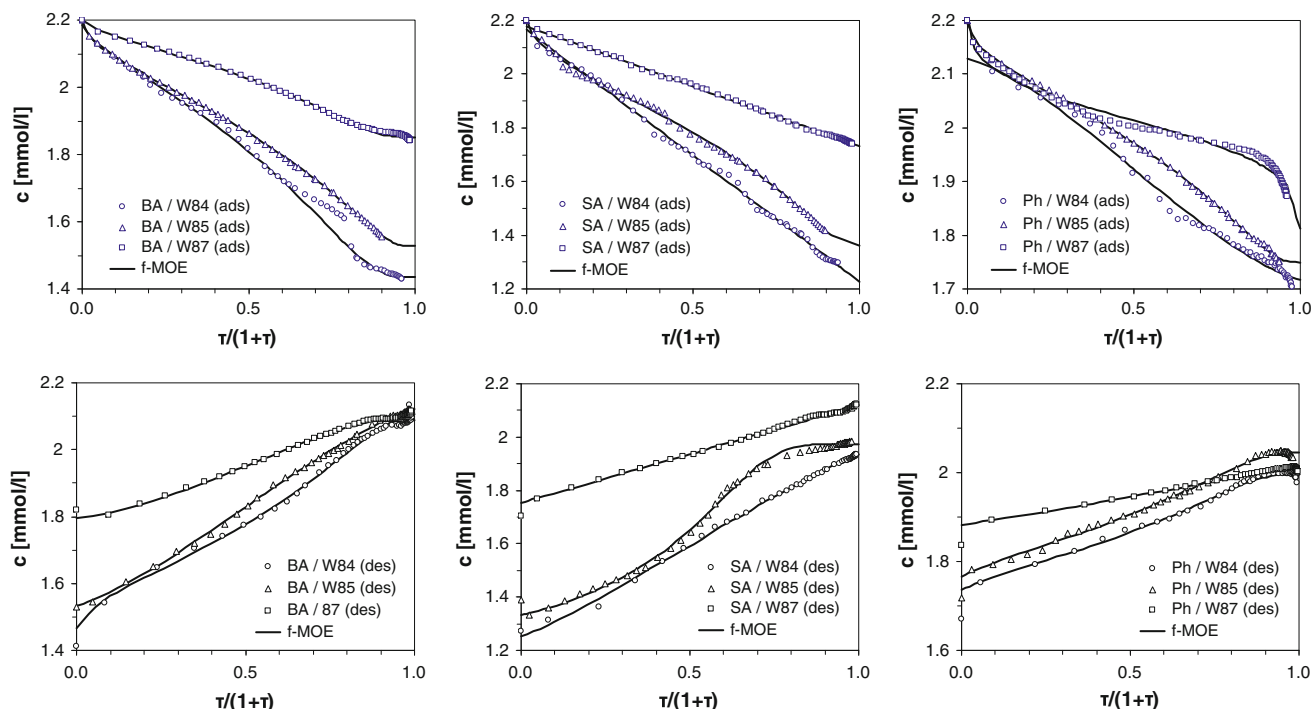 2.2
2
1.8
1.6
1.4
c [mmol/l]
BA / W84 (ads)
BA / W85 (ads)
BA / W87 (ads)
f-MOE
0.0
0.5
1.0
τ/(1+τ)
2.2
2.0
1.8
1.6
1.4
1.2
c [mmol/l]
SA / W84 (ads)
SA / W85 (ads)
SA / W87 (ads)
f-MOE
0.0
0.5
1.0
τ/(1+τ)
2.2
2.1
2
1.9
1.8
1.7
c [mmol/l]
Ph / W84 (ads)
Ph / W85 (ads)
Ph / W87 (ads)
f-MOE
0.0
0.5
1.0
τ/(1+τ)
2.2
2
1.8
1.6
1.4
c [mmol/l]
BA / W84 (des)
BA / W85 (des)
BA / 87 (des)
f-MOE
0.0
0.5
1.0
τ/(1+τ)
2.2
2.0
1.8
1.6
1.4
1.2
c [mmol/l]
SA / W84 (des)
SA / W85 (des)
SA / W87 (des)
f-MOE
0.0
0.5
1.0
τ/(1+τ)
2.2
2.0
1.8
1.6
c [mmol/l]
Ph / W84 (des)
Ph / W85 (des)
Ph / W87 (des)
f-MOE
0.0
0.5
1.0
τ/(1+τ)